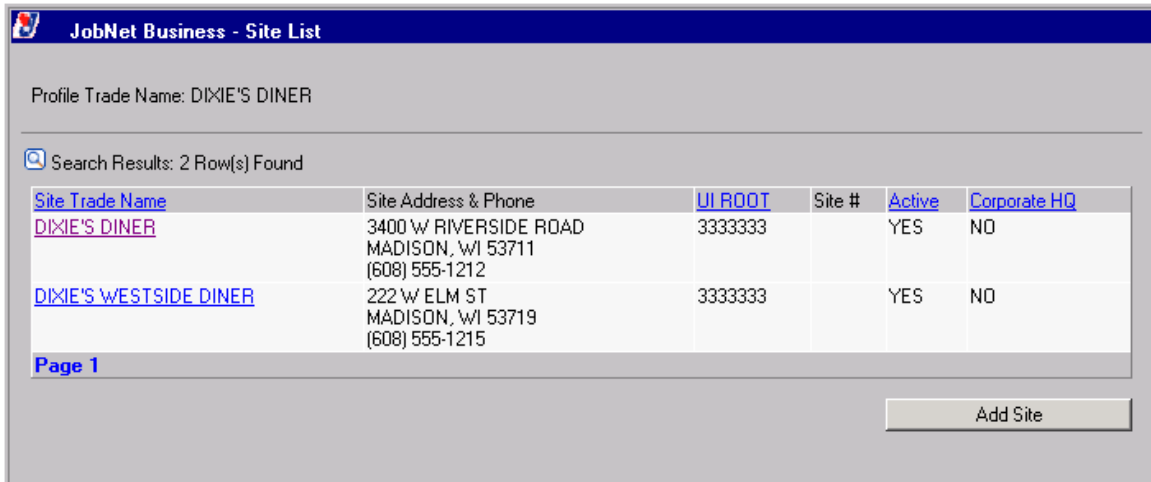 JobNet Business - Site List
Profile Trade Name: DIXIE'S DINER
Search Results: 2 Row(s) Found
Site Trade Name Site Address & Phone UI ROOT Site # Active Corporate HQ
DIXIE'S DINER 3400 W RIVERSIDE ROAD 3333333 YES NO
MADISON, WI 53711
(608) 555-1212
DIXIE'S WESTSIDE DINER 222 W ELM ST 3333333 YES NO
MADISON, WI 53719
(608) 555-1215
Page 1
Add Site